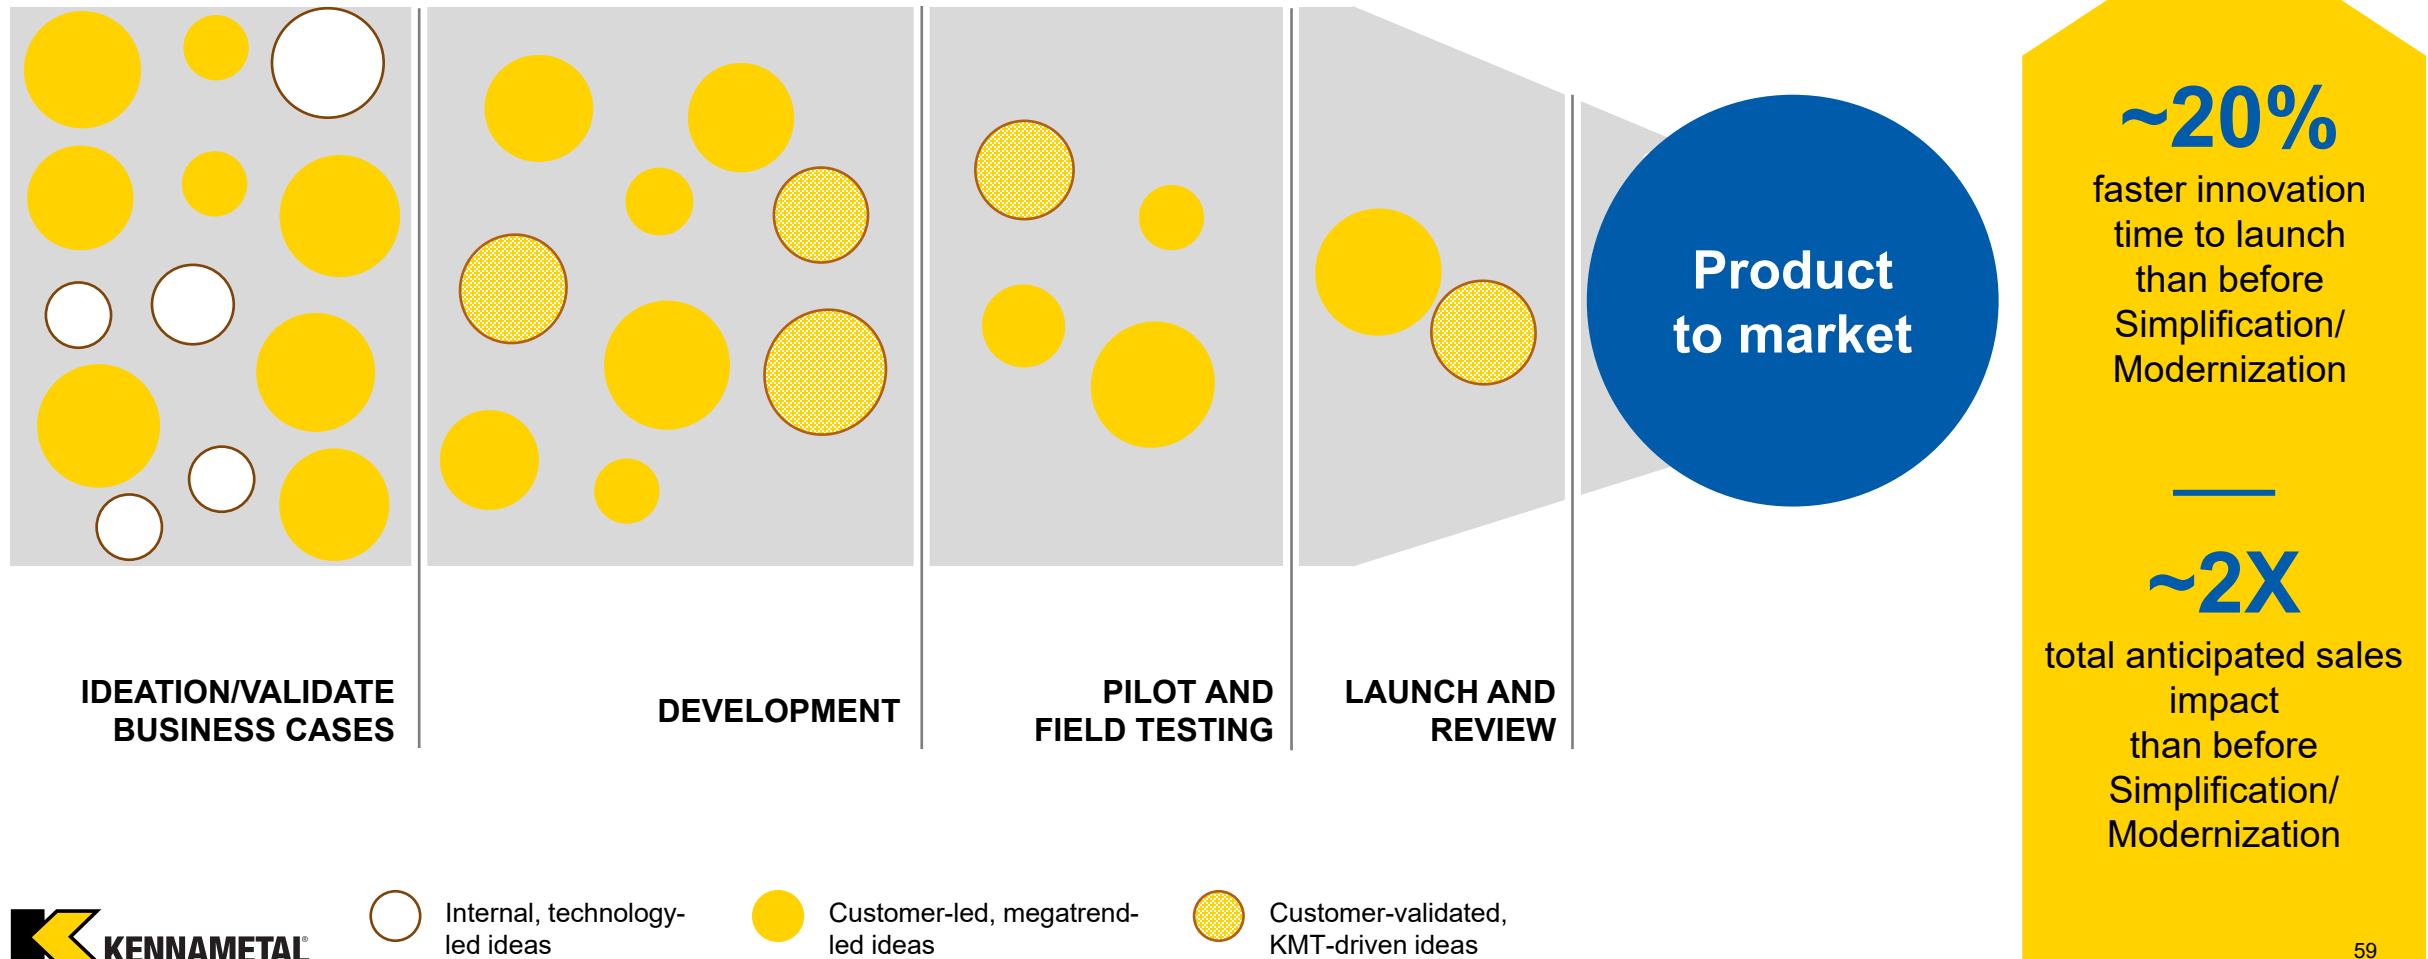 Product
to market
~20%
faster innovation
time to launch
than before
Simplification/
Modernization
~2X
total anticipated sales
impact
than before
Simplification/
Modernization
IDEATION/VALIDATE
BUSINESS CASES
DEVELOPMENT
PILOT AND
FIELD TESTING
LAUNCH AND
REVIEW
KENNAMETAL®
Internal, technology-
led ideas
Customer-led, megatrend-
led ideas
Customer-validated,
KMT-driven ideas
59